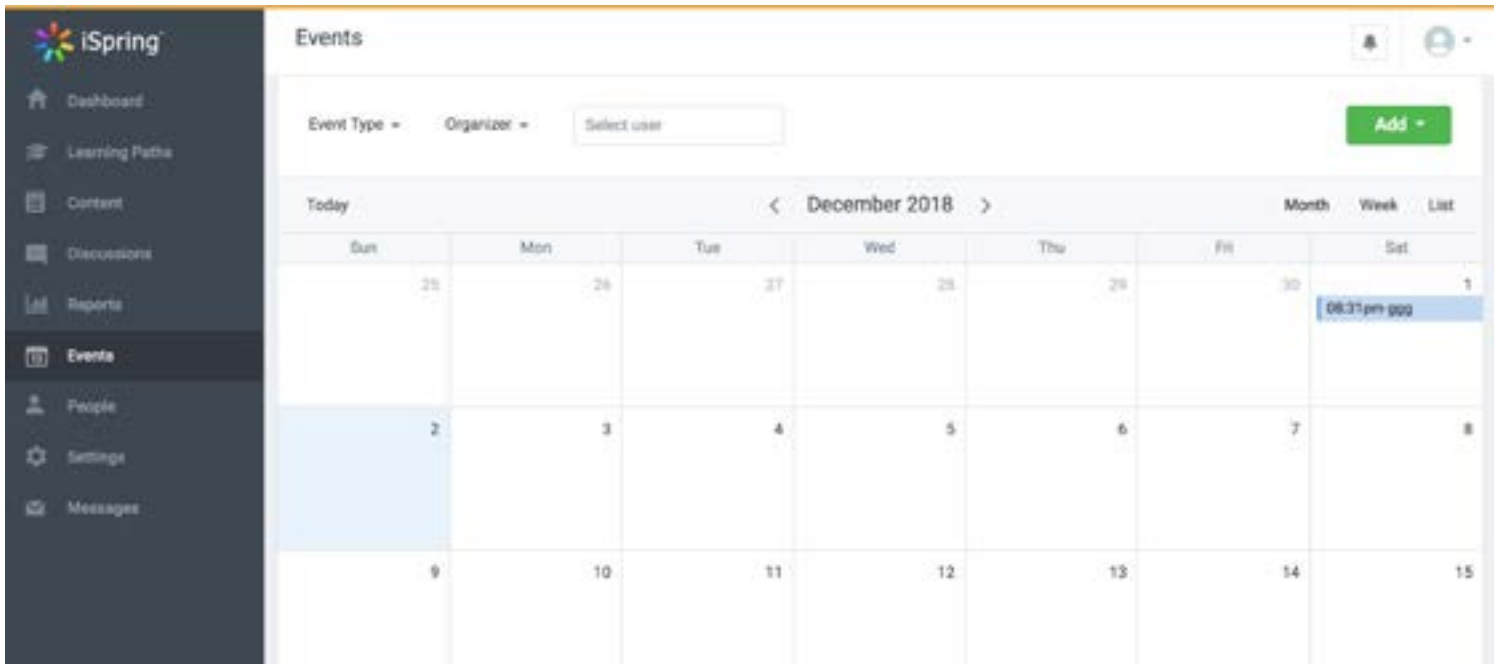 iSpring
Events
Dashboard
Learning Paths
Content
Discussions
Reports
Events
People
Settings
Messages
Event Type
Organizer
Select user
Add
Today
< December 2018 >
Month Week List
Sun Mon Tue Wed Thu Fri Sat
25 26 27 28 29 30 1
08:31pm ggg
2 3 4 5 6 7 8
9 10 11 12 13 14 15